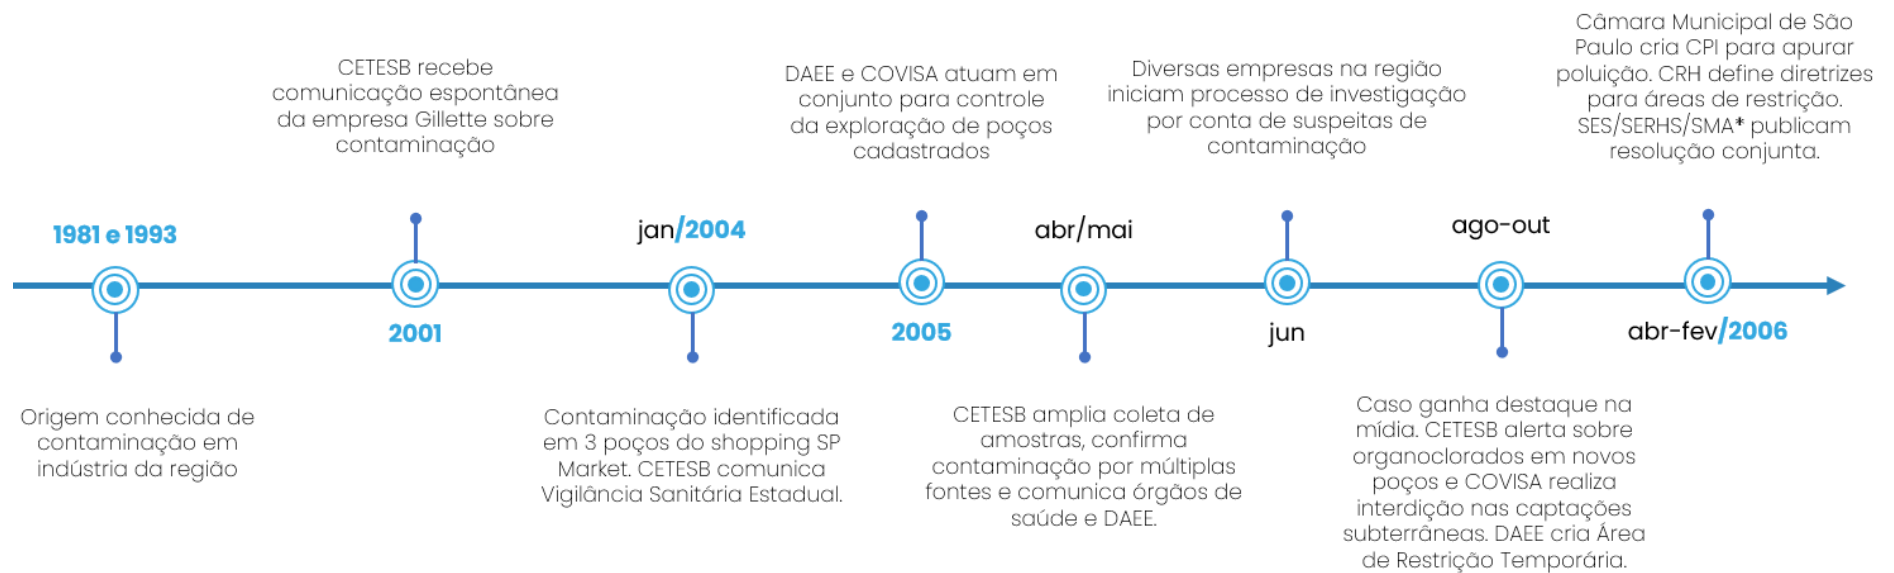 1981 e 1993
Origem conhecida de
contaminação em
indústria da região
CETESB recebe
comunicação espontânea
da empresa Gillette sobre
contaminação
2001
jan/2004
Contaminação identificada
em 3 poços do shopping SP
Market. CETESB comunica
Vigilância Sanitária Estadual.
DAEE e COVISA atuam em
conjunto para controle
da exploração de poços
cadastrados
2005
abr/mai
CETESB amplia coleta de
amostras, confirma
contaminação por múltiplas
fontes e comunica órgãos de
saúde e DAEE.
Diversas empresas na região
iniciam processo de investigação
por conta de suspeitas de
contaminação
jun
ago-out
Caso ganha destaque na
mídia. CETESB alerta sobre
organoclorados em novos
poços e COVISA realiza
interdição nas captações
subterrâneas. DAEE cria Área
de Restrição Temporária.
Câmara Municipal de São
Paulo cria CPI para apurar
poluição. CRH define diretrizes
para áreas de restrição.
SES/SERHS/SMA* publicam
resolução conjunta.
abr-fev/2006